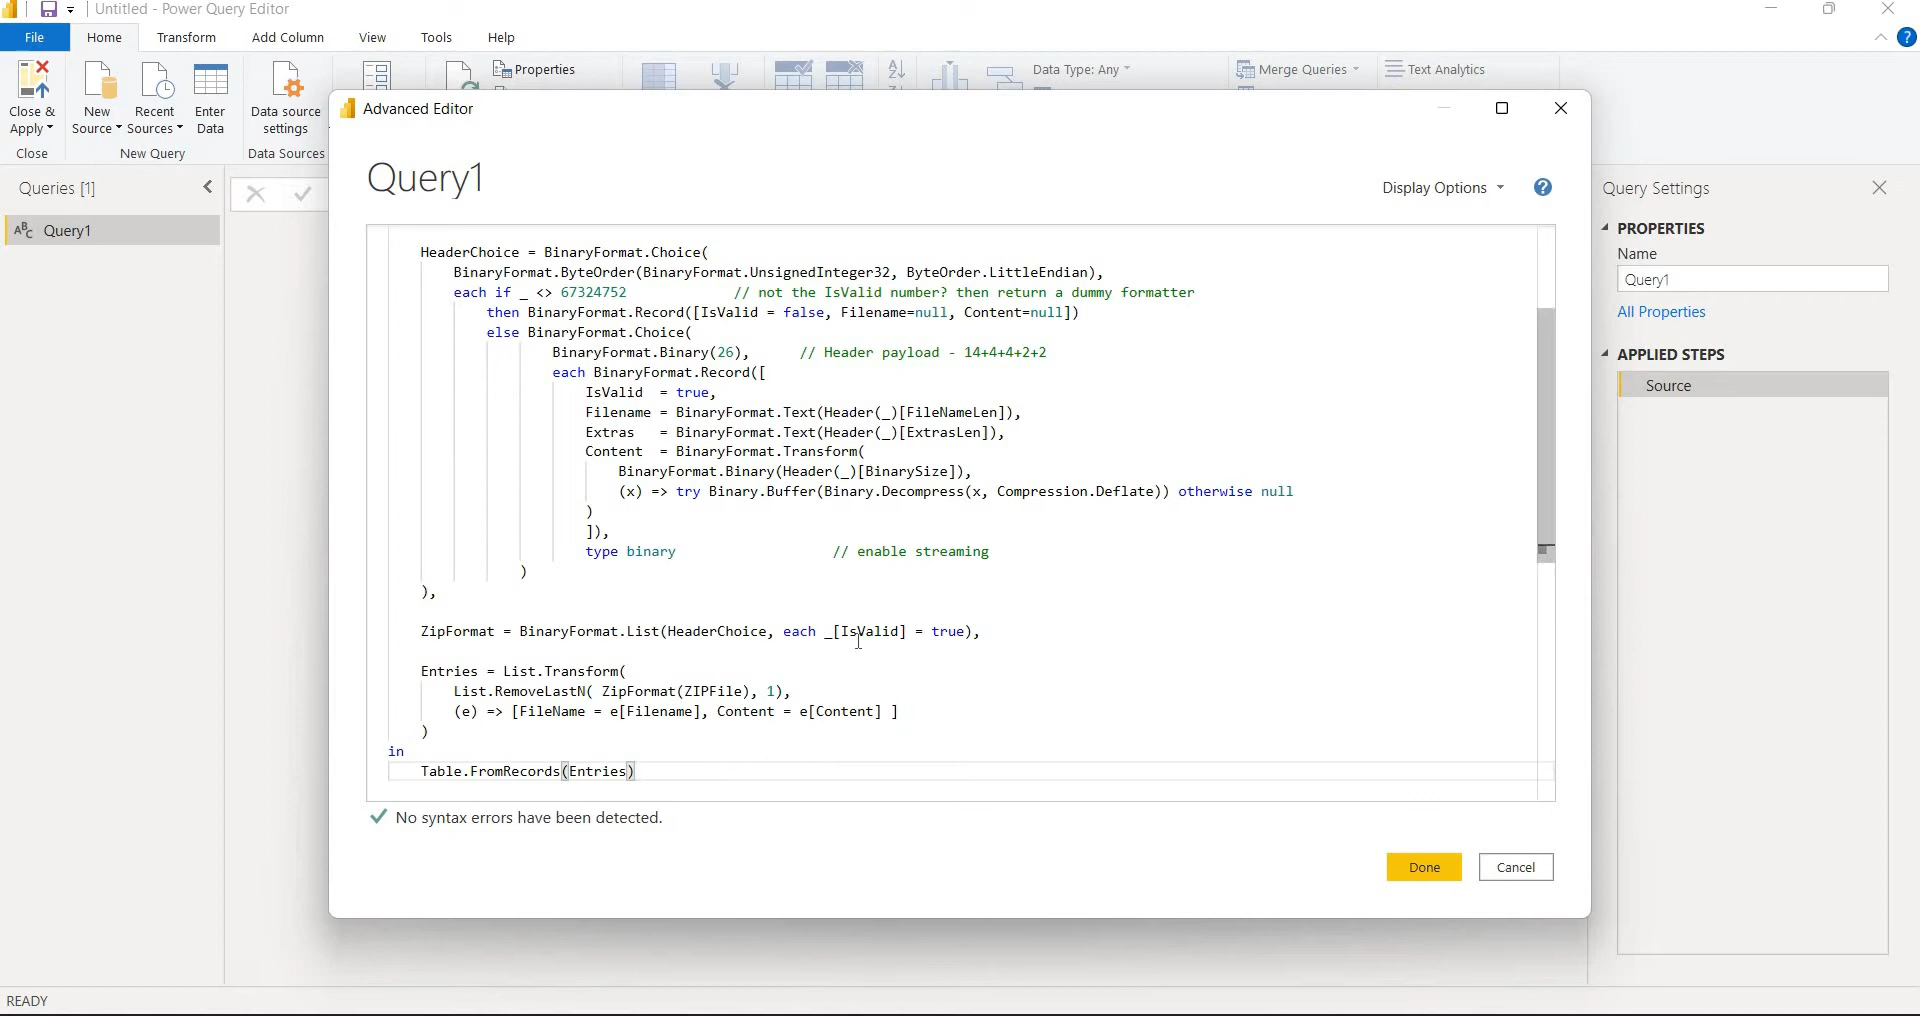 Untitled - Power Query Editor
File
Home
Transform
Add Column
View
Tools
Help
Close & Apply
New Source
Recent Sources
Enter Data
Data source settings
Properties
Data Type: Any
Merge Queries
Text Analytics
Close
New Query
Data Sources
Queries [1]
ABC Query1
Advanced Editor
Query1
Display Options
?
HeaderChoice = BinaryFormat.Choice(
BinaryFormat.ByteOrder(BinaryFormat.UnsignedInteger32, ByteOrder.LittleEndian),
each if _ <> 67324752 // not the IsValid number? then return a dummy formatter
then BinaryFormat.Record([IsValid = false, Filename=null, Content=null])
else BinaryFormat.Choice(
BinaryFormat.Binary(26), // Header payload - 14+4+4+2+2
each BinaryFormat.Record([
IsValid = true,
Filename = BinaryFormat.Text(Header(_)[FileNameLen]),
Extras = BinaryFormat.Text(Header(_)[ExtrasLen]),
Content = BinaryFormat.Transform(
BinaryFormat.Binary(Header(_)[BinarySize]),
(x) => try Binary.Buffer(Binary.Decompress(x, Compression.Deflate)) otherwise null
)
]),
type binary // enable streaming
)
),
ZipFormat = BinaryFormat.List(HeaderChoice, each _[IsValid] = true),
Entries = List.Transform(
List.RemoveLastN( ZipFormat(ZIPFile), 1),
(e) => [FileName = e[Filename], Content = e[Content] ]
)
in
Table.FromRecords(Entries)
No syntax errors have been detected.
Done
Cancel
Query Settings
PROPERTIES
Name
Query1
All Properties
APPLIED STEPS
Source
READY